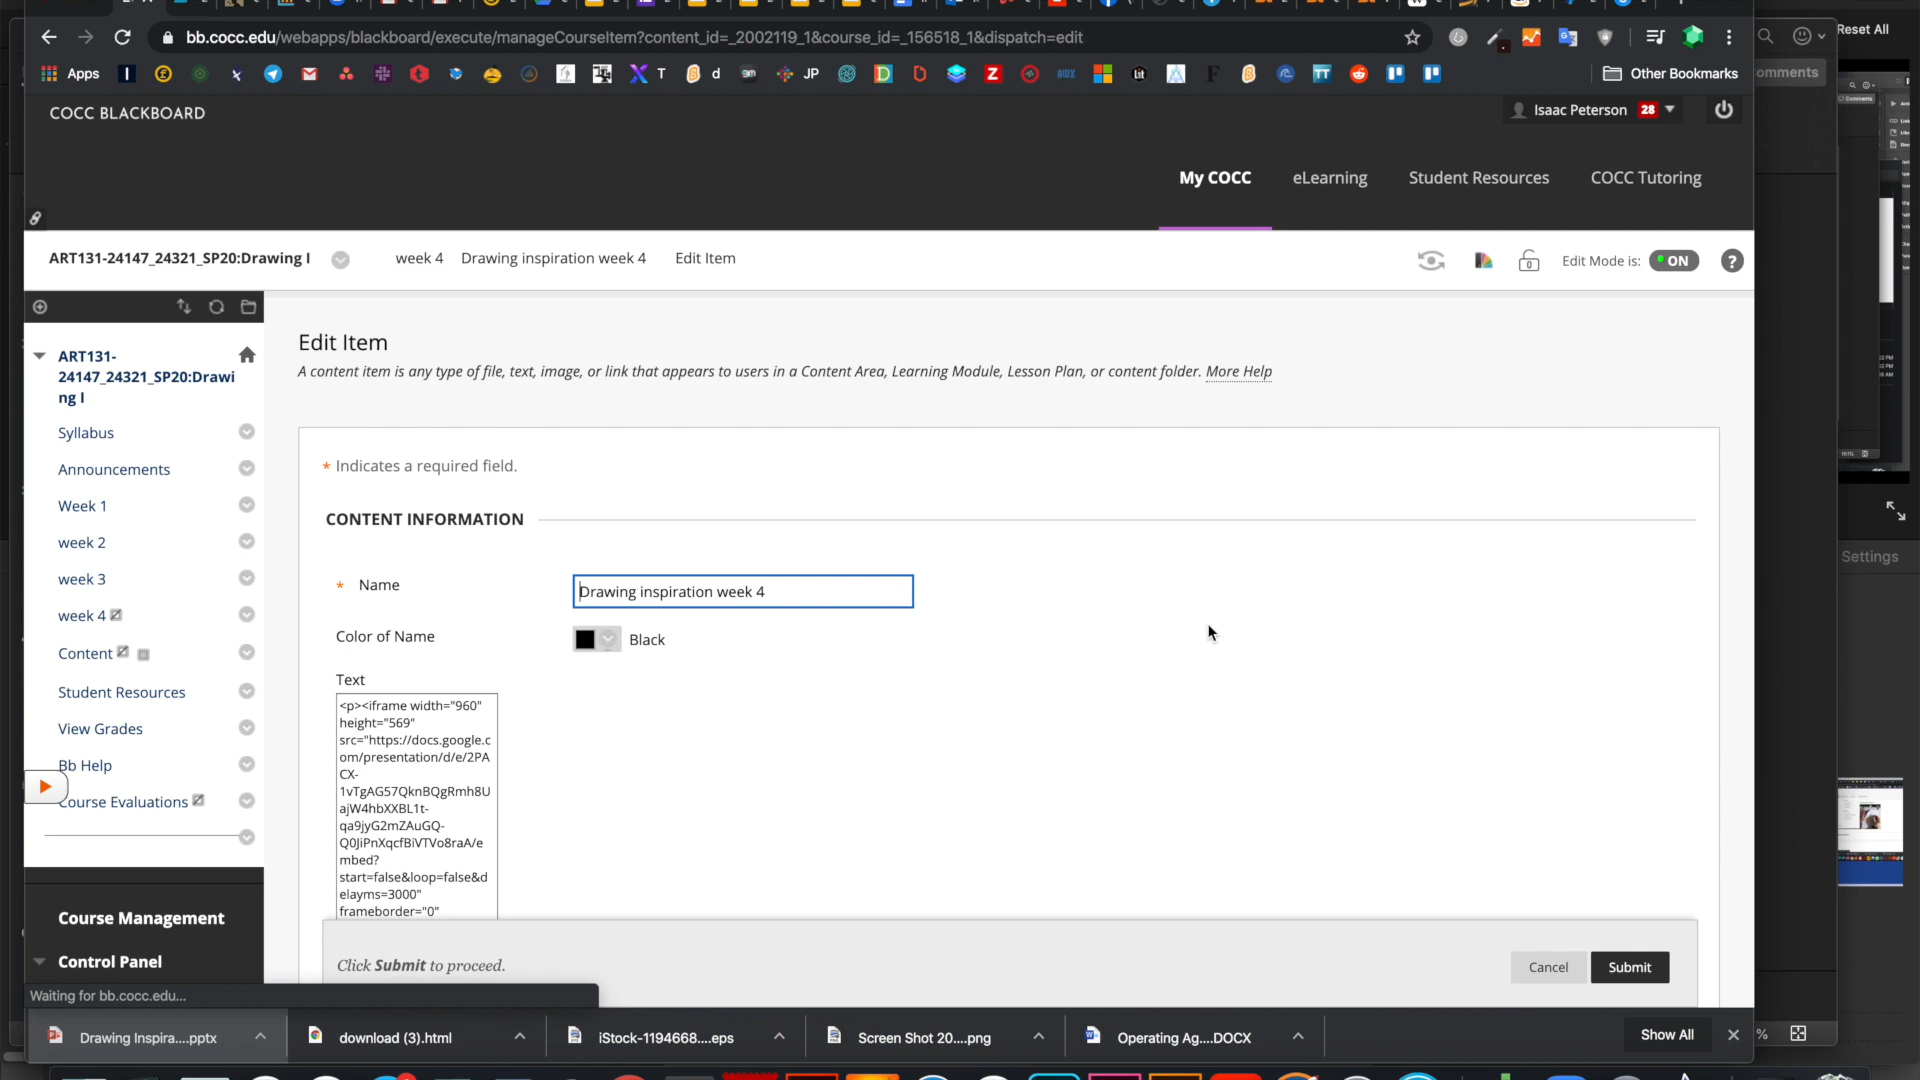 bb.cocc.edu/webapps/blackboard/execute/manageCourseItem?content_id=_2002119_1&course_id=_156518_1&dispatch=edit
Reset All
Apps
T
d
JP
Other Bookmarks
omments
COCC BLACKBOARD
Isaac Peterson 28
My COCC eLearning Student Resources COCC Tutoring
ART131-24147_24321_SP20:Drawing I week 4 Drawing inspiration week 4 Edit Item
Edit Mode is: ON ?
Edit Item
A content item is any type of file, text, image, or link that appears to users in a Content Area, Learning Module, Lesson Plan, or content folder. More Help
ART131-
24147_24321_SP20:Drawi
ng I
Syllabus
Announcements
Week 1
week 2
week 3
week 4
Content
Student Resources
View Grades
Bb Help
Course Evaluations
Course Management
Control Panel
* Indicates a required field.
CONTENT INFORMATION
* Name
Drawing inspiration week 4
Color of Name
Black
Text
<p><iframe width="960"
height="569"
src="https://docs.google.c
om/presentation/d/e/2PA
CX-
1vTgAG57QknBQgRmh8U
ajW4hbXXBL1t-
qa9jyG2mZAuGQ-
Q0JiPnXqcfBiVTVo8raA/e
mbed?
start=false&loop=false&d
elayms=3000"
frameborder="0"
Click Submit to proceed.
Cancel Submit
Settings
Waiting for bb.cocc.edu...
Drawing Inspira....pptx
download (3).html
iStock-1194668....eps
Screen Shot 20....png
Operating Ag....DOCX
Show All
%